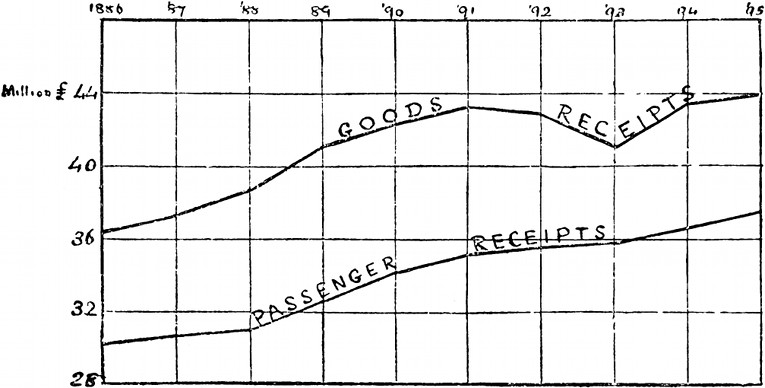 1886 '87 '88 89 '90 '91 '92 '93 '94 '95
Million £ 44
GOODS RECEIPTS
40
36
PASSENGER RECEIPTS
32
28